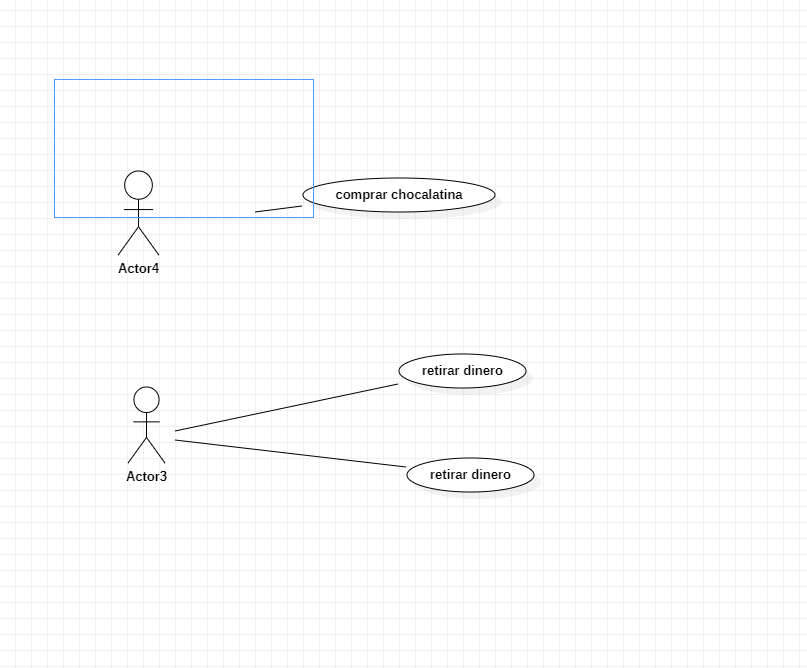 comprar chocalatina
Actor4
retirar dinero
Actor3
retirar dinero